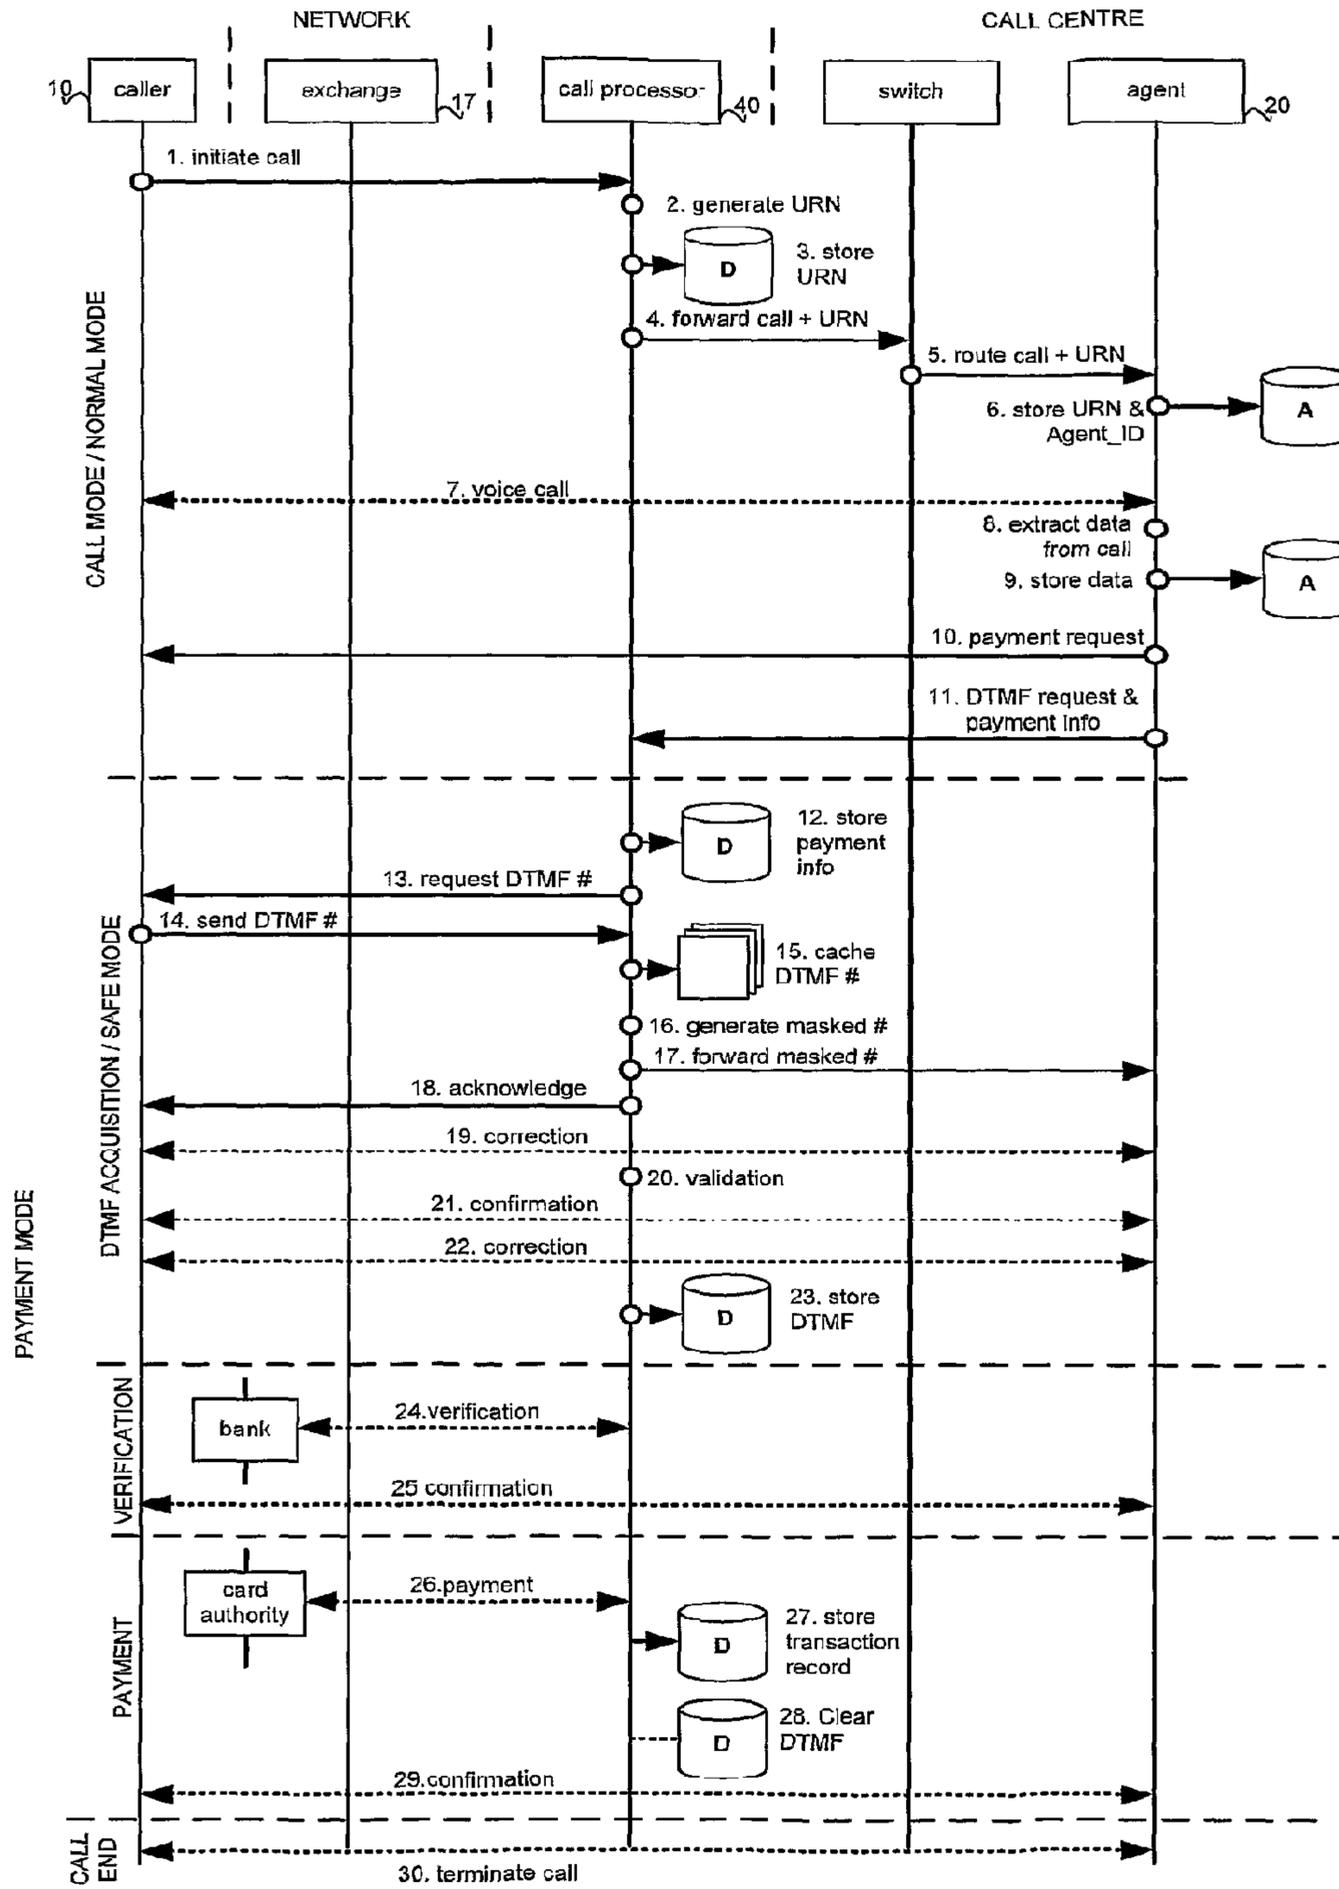 NETWORK
CALL CENTRE
10
caller
exchange
17
call processor
40
switch
agent
20
1. initiate call
2. generate URN
D
3. store
URN
4. forward call + URN
5. route call + URN
6. store URN &
Agent_ID
A
7. voice call
8. extract data
from call
9. store data
A
10. payment request
11. DTMF request &
payment info
CALL MODE / NORMAL MODE
D
12. store
payment
info
13. request DTMF #
14. send DTMF #
15. cache
DTMF #
16. generate masked #
17. forward masked #
18. acknowledge
19. correction
20. validation
21. confirmation
22. correction
D
23. store
DTMF
DTMF ACQUISITION / SAFE MODE
PAYMENT MODE
bank
24.verification
25 confirmation
VERIFICATION
card
authority
26.payment
D
27. store
transaction
record
D
28. Clear
DTMF
29.confirmation
PAYMENT
CALL
END
30. terminate call